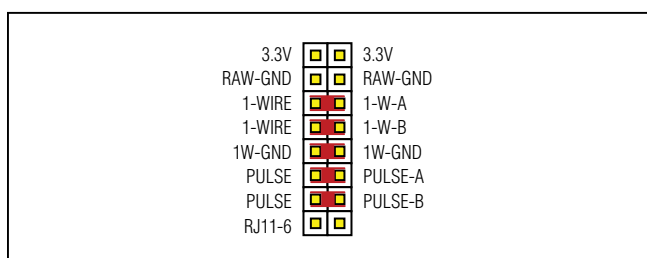 3.3V 3.3V
RAW-GND RAW-GND
1-WIRE 1-W-A
1-WIRE 1-W-B
1W-GND 1W-GND
PULSE PULSE-A
PULSE PULSE-B
RJ11-6